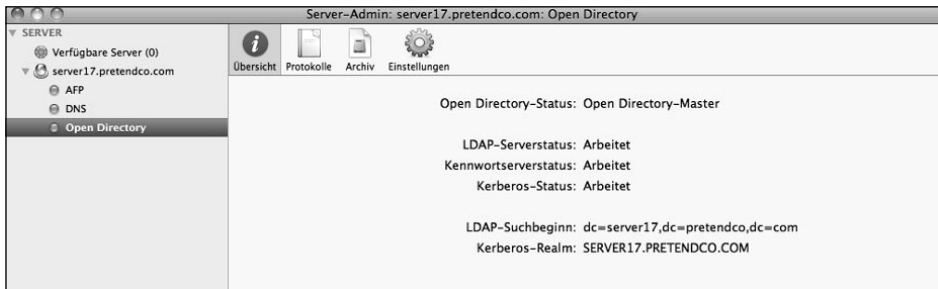 Server-Admin: server17.pretendco.com: Open Directory
SERVER
Verfügbare Server (0)
server17.pretendco.com
AFP
DNS
Open Directory
Übersicht Protokolle Archiv Einstellungen
Open Directory-Status: Open Directory-Master
LDAP-Serverstatus: Arbeitet
Kennwortserverstatus: Arbeitet
Kerberos-Status: Arbeitet
LDAP-Suchbeginn: dc=server17,dc=pretendco,dc=com
Kerberos-Realm: SERVER17.PRETENDCO.COM